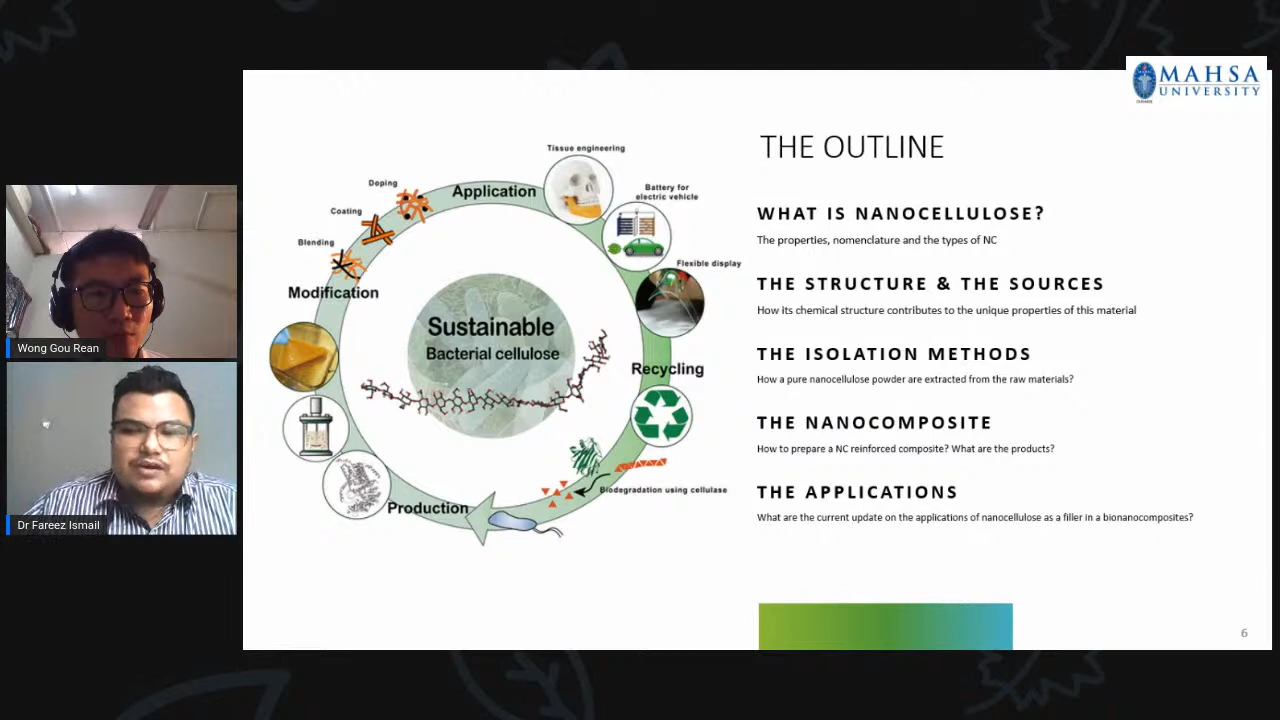 MAHSA
UNIVERSITY
THE OUTLINE
WHAT IS NANOCELLULOSE?
The properties, nomenclature and the types of NC
THE STRUCTURE & THE SOURCES
How its chemical structure contributes to the unique properties of this material
THE ISOLATION METHODS
How a pure nanocellulose powder are extracted from the raw materials?
THE NANOCOMPOSITE
How to prepare a NC reinforced composite? What are the products?
THE APPLICATIONS
What are the current update on the applications of nanocellulose as a filler in a bionanocomposites?
6
Tissue engineering
Battery for
electric vehicle
Flexible display
Application
Doping
Coating
Blending
Modification
Sustainable
Bacterial cellulose
Recycling
Biodegradation using cellulase
Production
Wong Gou Rean
Dr Fareez Ismail